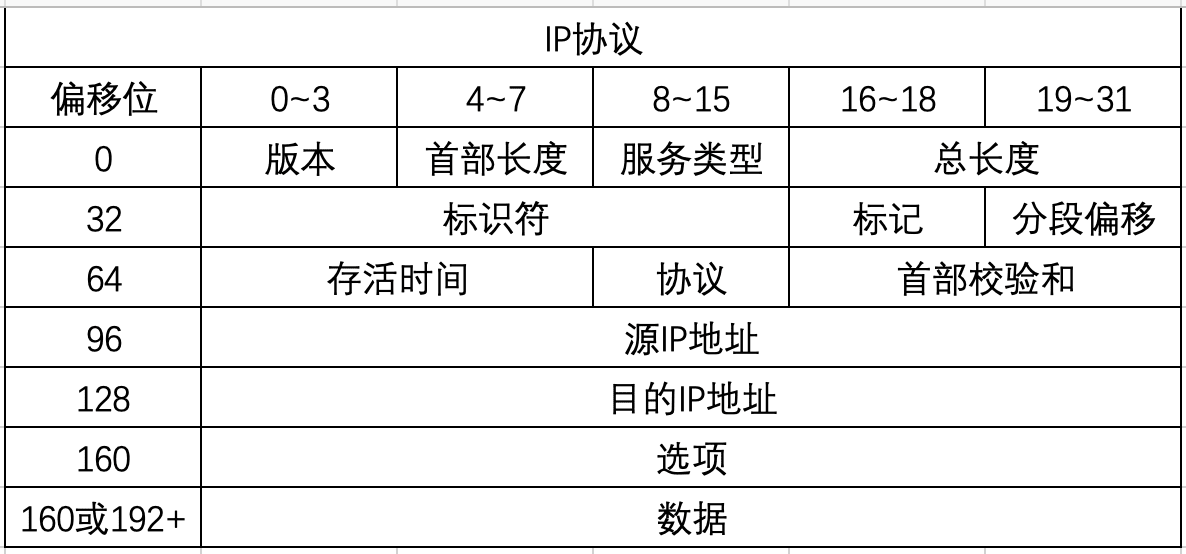 IP协议
偏移位 0~3 4~7 8~15 16~18 19~31
0 版本 首部长度 服务类型 总长度
32 标识符 标记 分段偏移
64 存活时间 协议 首部校验和
96 源IP地址
128 目的IP地址
160 选项
160或192+ 数据